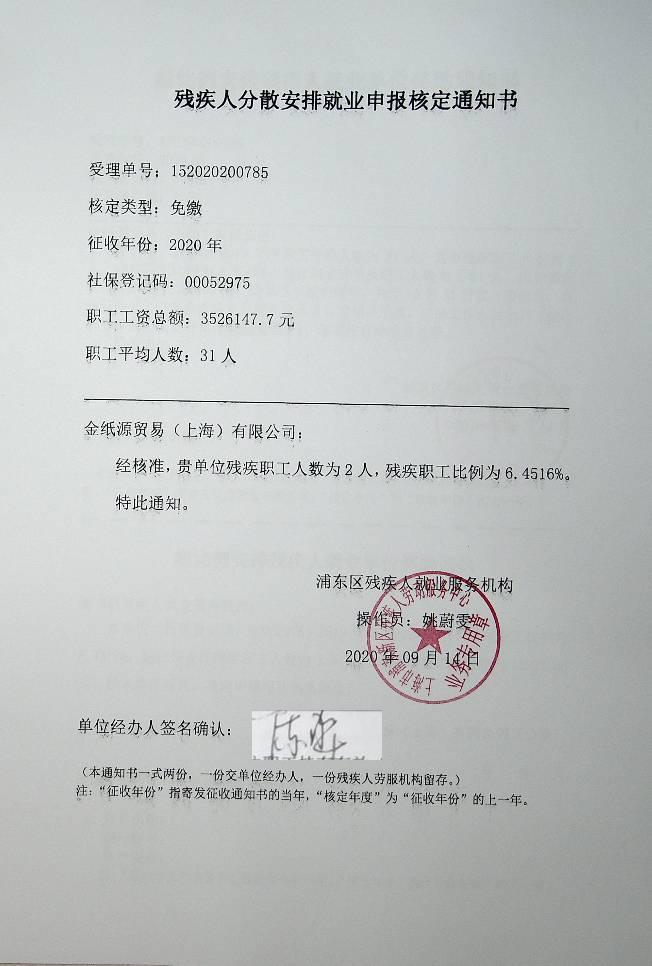 残疾人分散安排就业申报核定通知书
受理单号：152020200785
核定类型：免缴
征收年份：2020 年
社保登记码：00052975
职工工资总额：3526147.7 元
职工平均人数：31 人
金纸源贸易（上海）有限公司：
经核准，贵单位残疾职工人数为 2 人，残疾职工比例为 6.4516%。
特此通知。
浦东区残疾人就业服务机构
操作员：姚蔚雯
2020 年 09 月 14 日
业务专用章
单位经办人签名确认：
（本通知书一式两份，一份交单位经办人，一份残疾人劳服机构留存。）
注：“征收年份”指寄发征收通知书的当年，“核定年度”为“征收年份”的上一年。